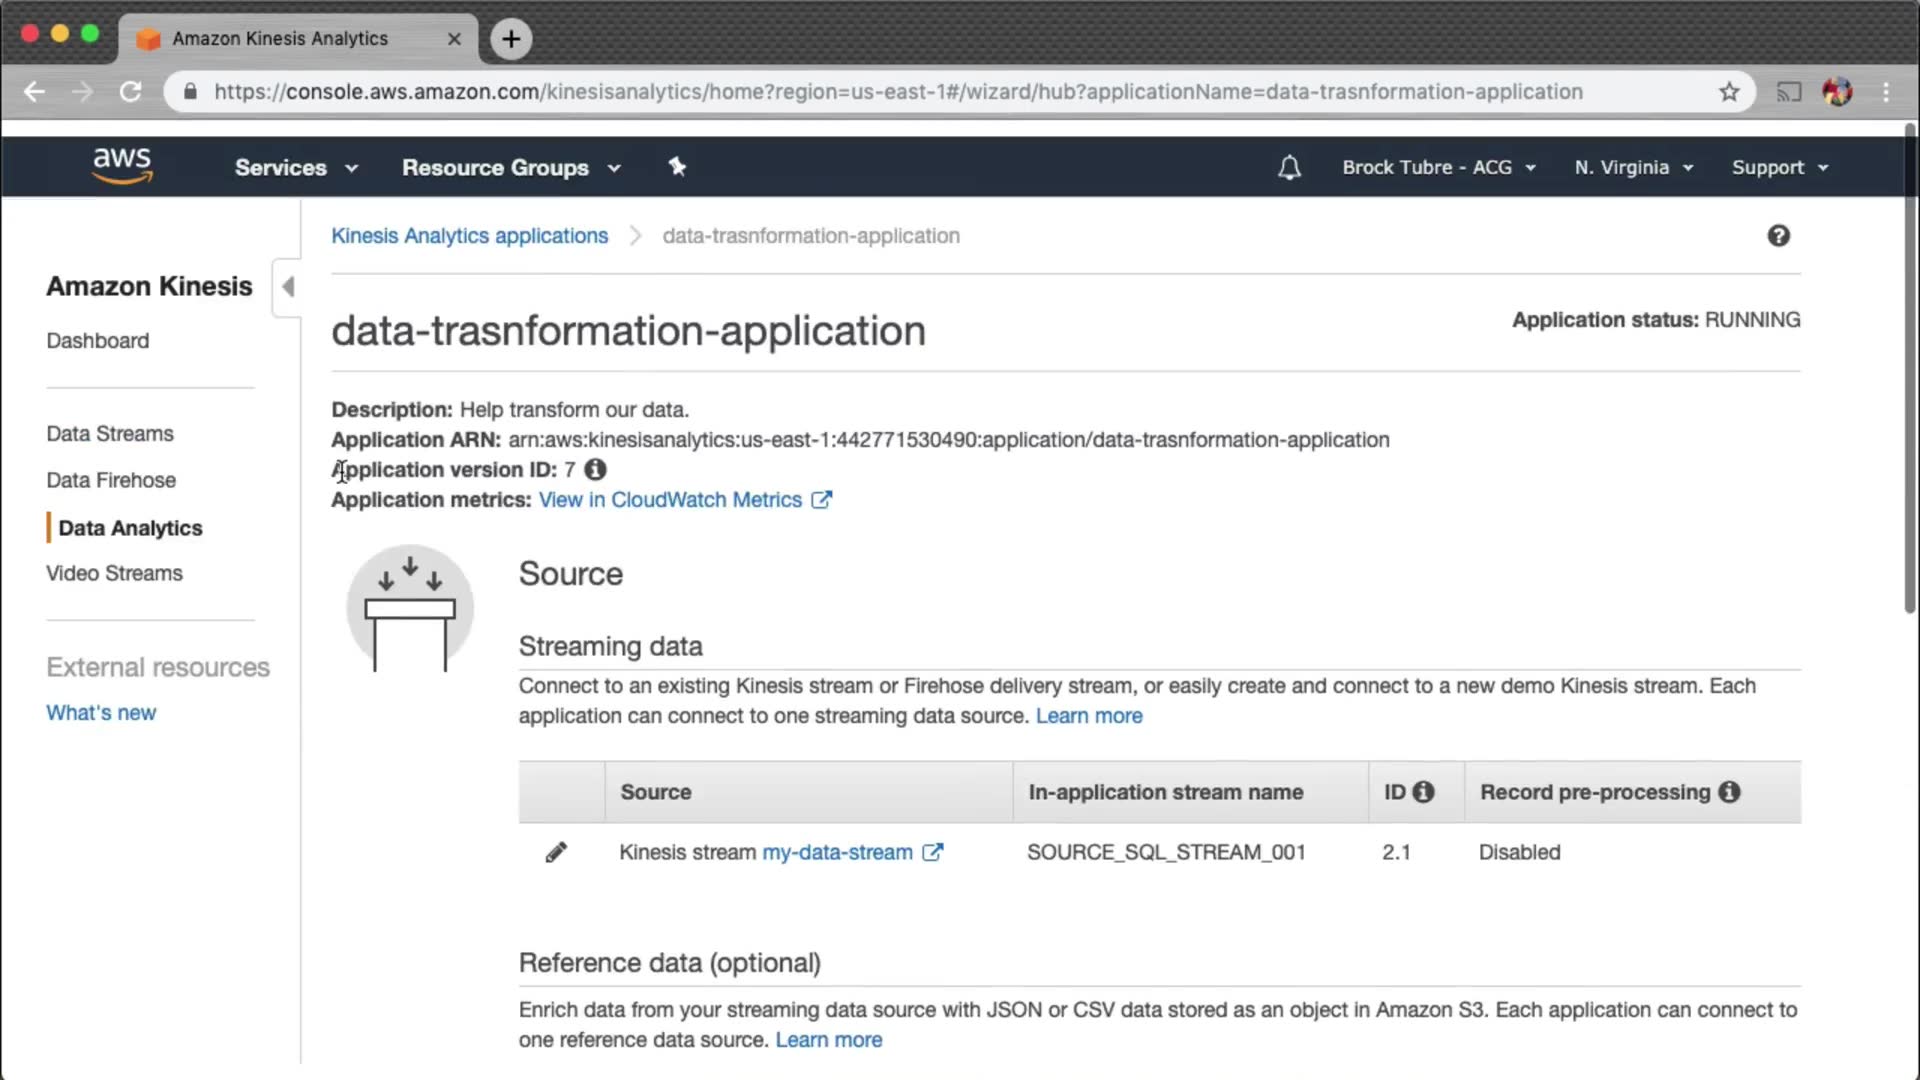 Amazon Kinesis Analytics
https://console.aws.amazon.com/kinesisanalytics/home?region=us-east-1#/wizard/hub?applicationName=data-trasnformation-application
aws Services Resource Groups Brock Tubre - ACG N. Virginia Support
Kinesis Analytics applications data-trasnformation-application
Amazon Kinesis
Dashboard
Data Streams
Data Firehose
Data Analytics
Video Streams
External resources
What's new
data-trasnformation-application
Application status: RUNNING
Description: Help transform our data.
Application ARN: arn:aws:kinesisanalytics:us-east-1:442771530490:application/data-trasnformation-application
Application version ID: 7
Application metrics: View in CloudWatch Metrics
Source
Streaming data
Connect to an existing Kinesis stream or Firehose delivery stream, or easily create and connect to a new demo Kinesis stream. Each
application can connect to one streaming data source. Learn more
Source In-application stream name ID Record pre-processing
Kinesis stream my-data-stream SOURCE_SQL_STREAM_001 2.1 Disabled
Reference data (optional)
Enrich data from your streaming data source with JSON or CSV data stored as an object in Amazon S3. Each application can connect to
one reference data source. Learn more